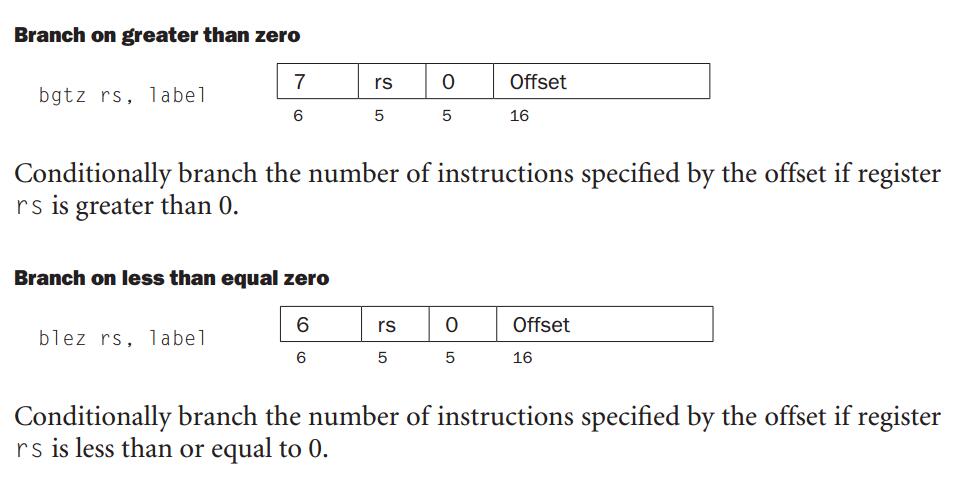 Branch on greater than zero
bgtz rs, label
7 rs 0 Offset
6 5 5 16
Conditionally branch the number of instructions specified by the offset if register
rs is greater than 0.
Branch on less than equal zero
blez rs, label
6 rs 0 Offset
6 5 5 16
Conditionally branch the number of instructions specified by the offset if register
rs is less than or equal to 0.